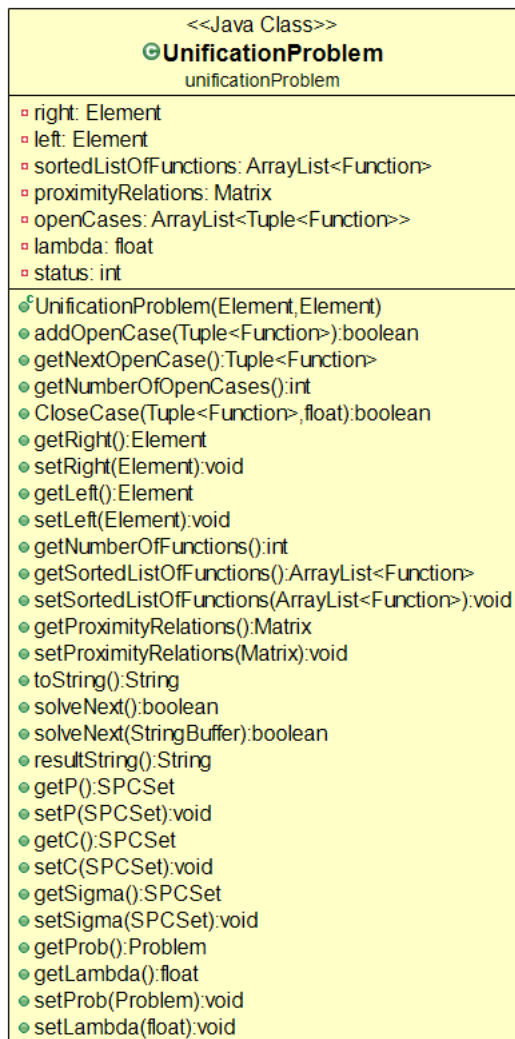 <<Java Class>>
UnificationProblem
unificationProblem
right: Element
left: Element
sortedListOfFunctions: ArrayList<Function>
proximityRelations: Matrix
openCases: ArrayList<Tuple<Function>>
lambda: float
status: int
UnificationProblem(Element,Element)
addOpenCase(Tuple<Function>):boolean
getNextOpenCase():Tuple<Function>
getNumberOfOpenCases():int
CloseCase(Tuple<Function>,float):boolean
getRight():Element
setRight(Element):void
getLeft():Element
setLeft(Element):void
getNumberOfFunctions():int
getSortedListOfFunctions():ArrayList<Function>
setSortedListOfFunctions(ArrayList<Function>):void
getProximityRelations():Matrix
setProximityRelations(Matrix):void
toString():String
solveNext():boolean
solveNext(StringBuffer):boolean
resultString():String
getP():SPCSet
setP(SPCSet):void
getC():SPCSet
setC(SPCSet):void
getSigma():SPCSet
setSigma(SPCSet):void
getProb():Problem
getLambda():float
setProb(Problem):void
setLambda(float):void